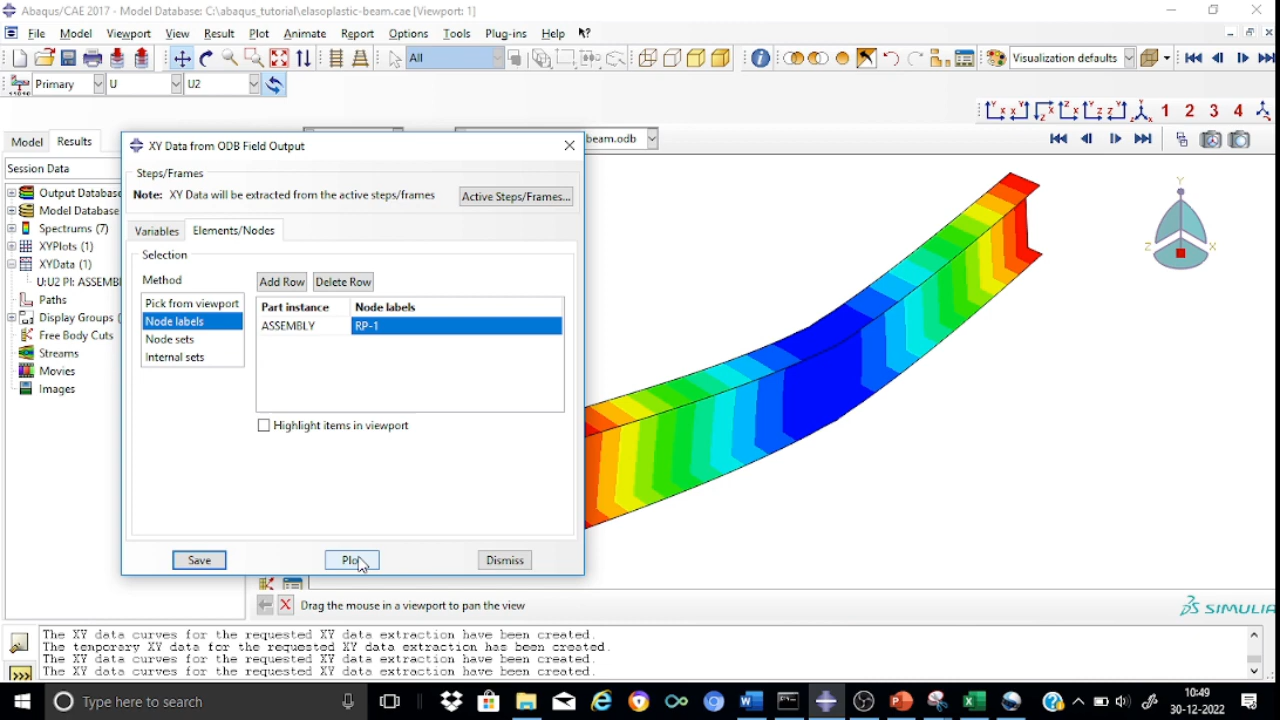 Abaqus/CAE 2017 - Model Database: C:\abaqus_tutorial\elasoplastic-beam.cae [Viewport: 1]
File Model Viewport View Result Plot Animate Report Options Tools Plug-ins Help
All Visualization defaults
Primary U U2
1 2 3 4
Model Results XY Data from ODB Field Output beam.odb
Session Data
Output Database
Model Database
Spectrums (7)
XYPlots (1)
XYData (1)
U:U2 PI: ASSEMBI
Paths
Display Groups (
Free Body Cuts
Streams
Movies
Images
Steps/Frames
Note: XY Data will be extracted from the active steps/frames Active Steps/Frames...
Variables Elements/Nodes
Selection
Method Add Row Delete Row
Pick from viewport
Node labels
Node sets
Internal sets
Part instance Node labels
ASSEMBLY RP-1
Highlight items in viewport
Save Plo Dismiss
Y
Z X
Drag the mouse in a viewport to pan the view
SIMULIA
The XY data curves for the requested XY data extraction have been created.
The temporary XY data for the requested XY data extraction has been created.
The XY data curves for the requested XY data extraction have been created.
The XY data curves for the requested XY data extraction have been created.
Type here to search
10:49
30-12-2022